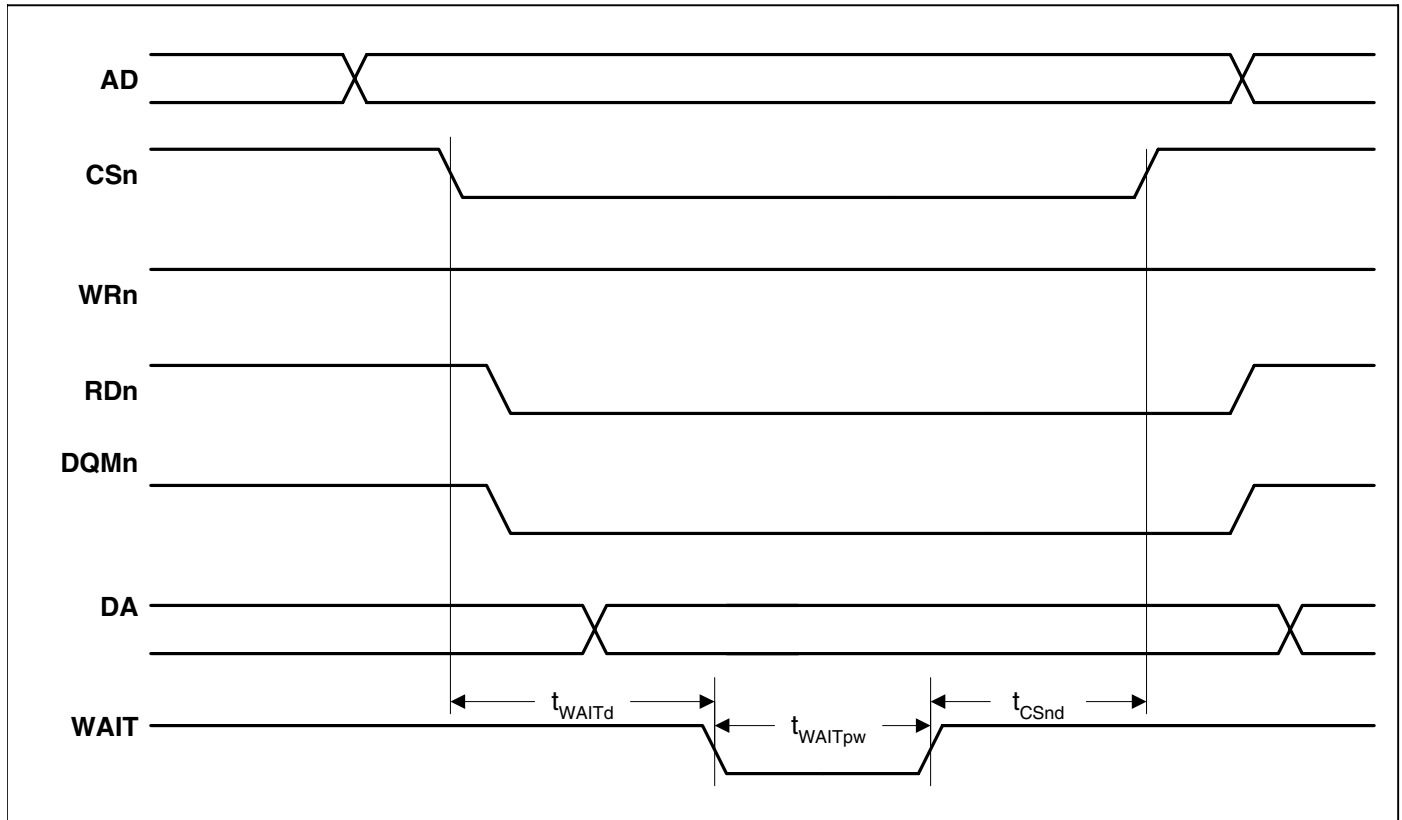 AD
CSn
WRn
RDn
DQMn
DA
tWAITd
tCSnd
WAIT
tWAITpw